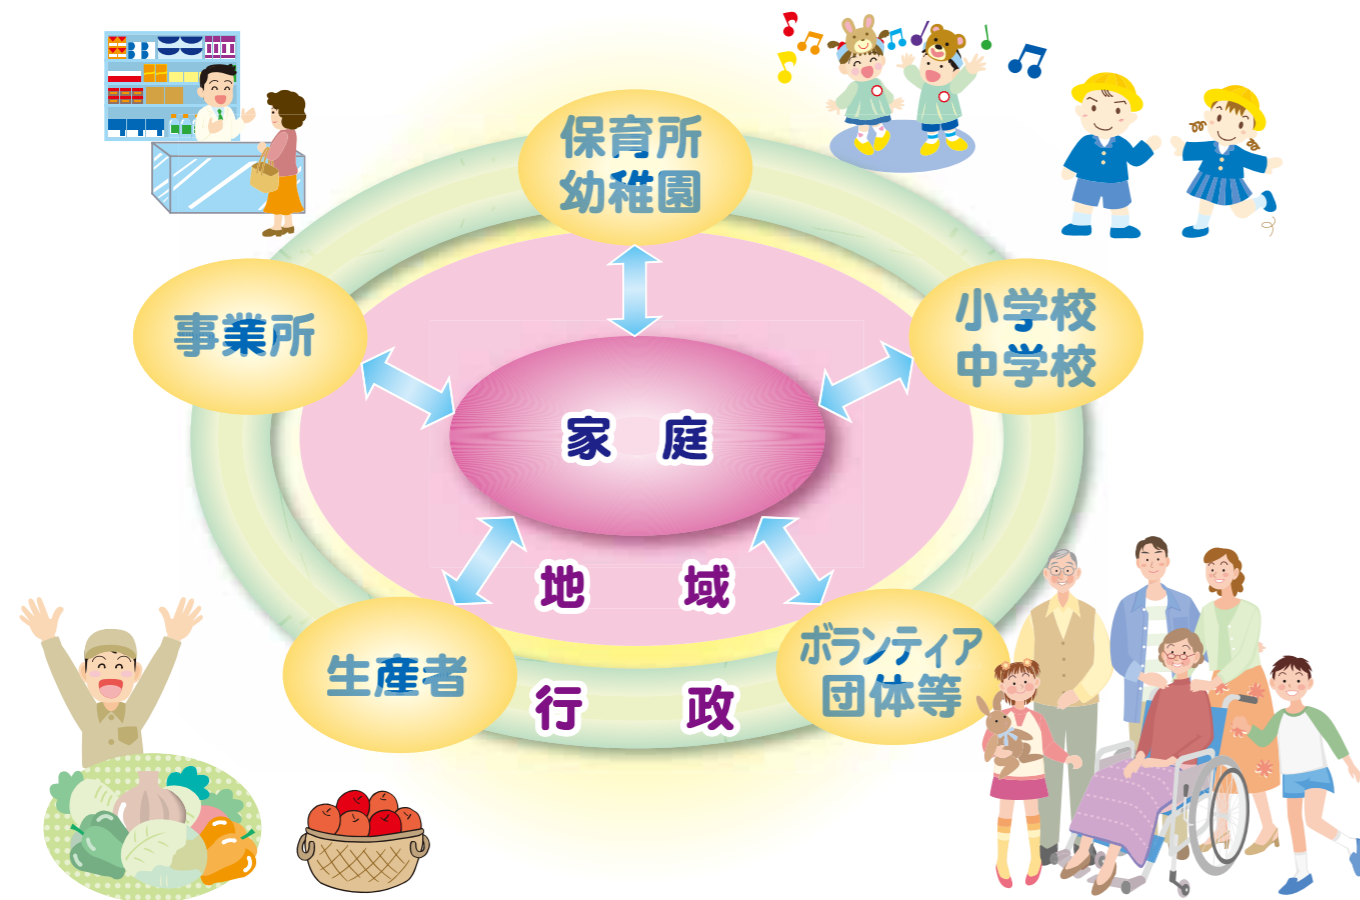 保育所
幼稚園
事業所
小学校
中学校
家 庭
地 域
生産者
ボランティア
団体等
行 政